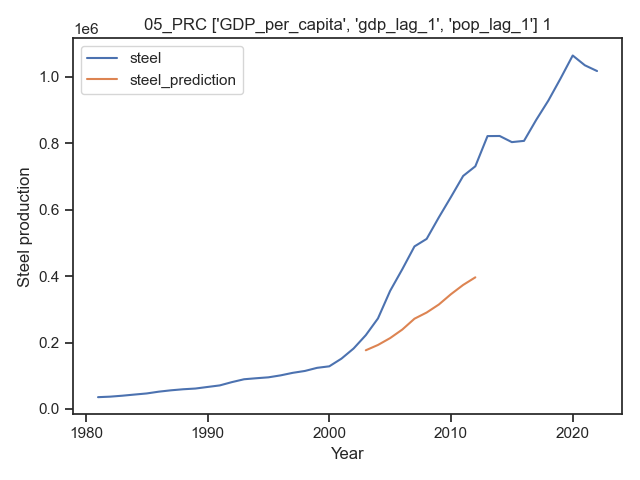 05_PRC ['GDP_per_capita', 'gdp_lag_1', 'pop_lag_1'] 1
1e6
steel
steel_prediction
1.0
0.8
0.6
0.4
0.2
0.0
Steel production
1980 1990 2000 2010 2020
Year